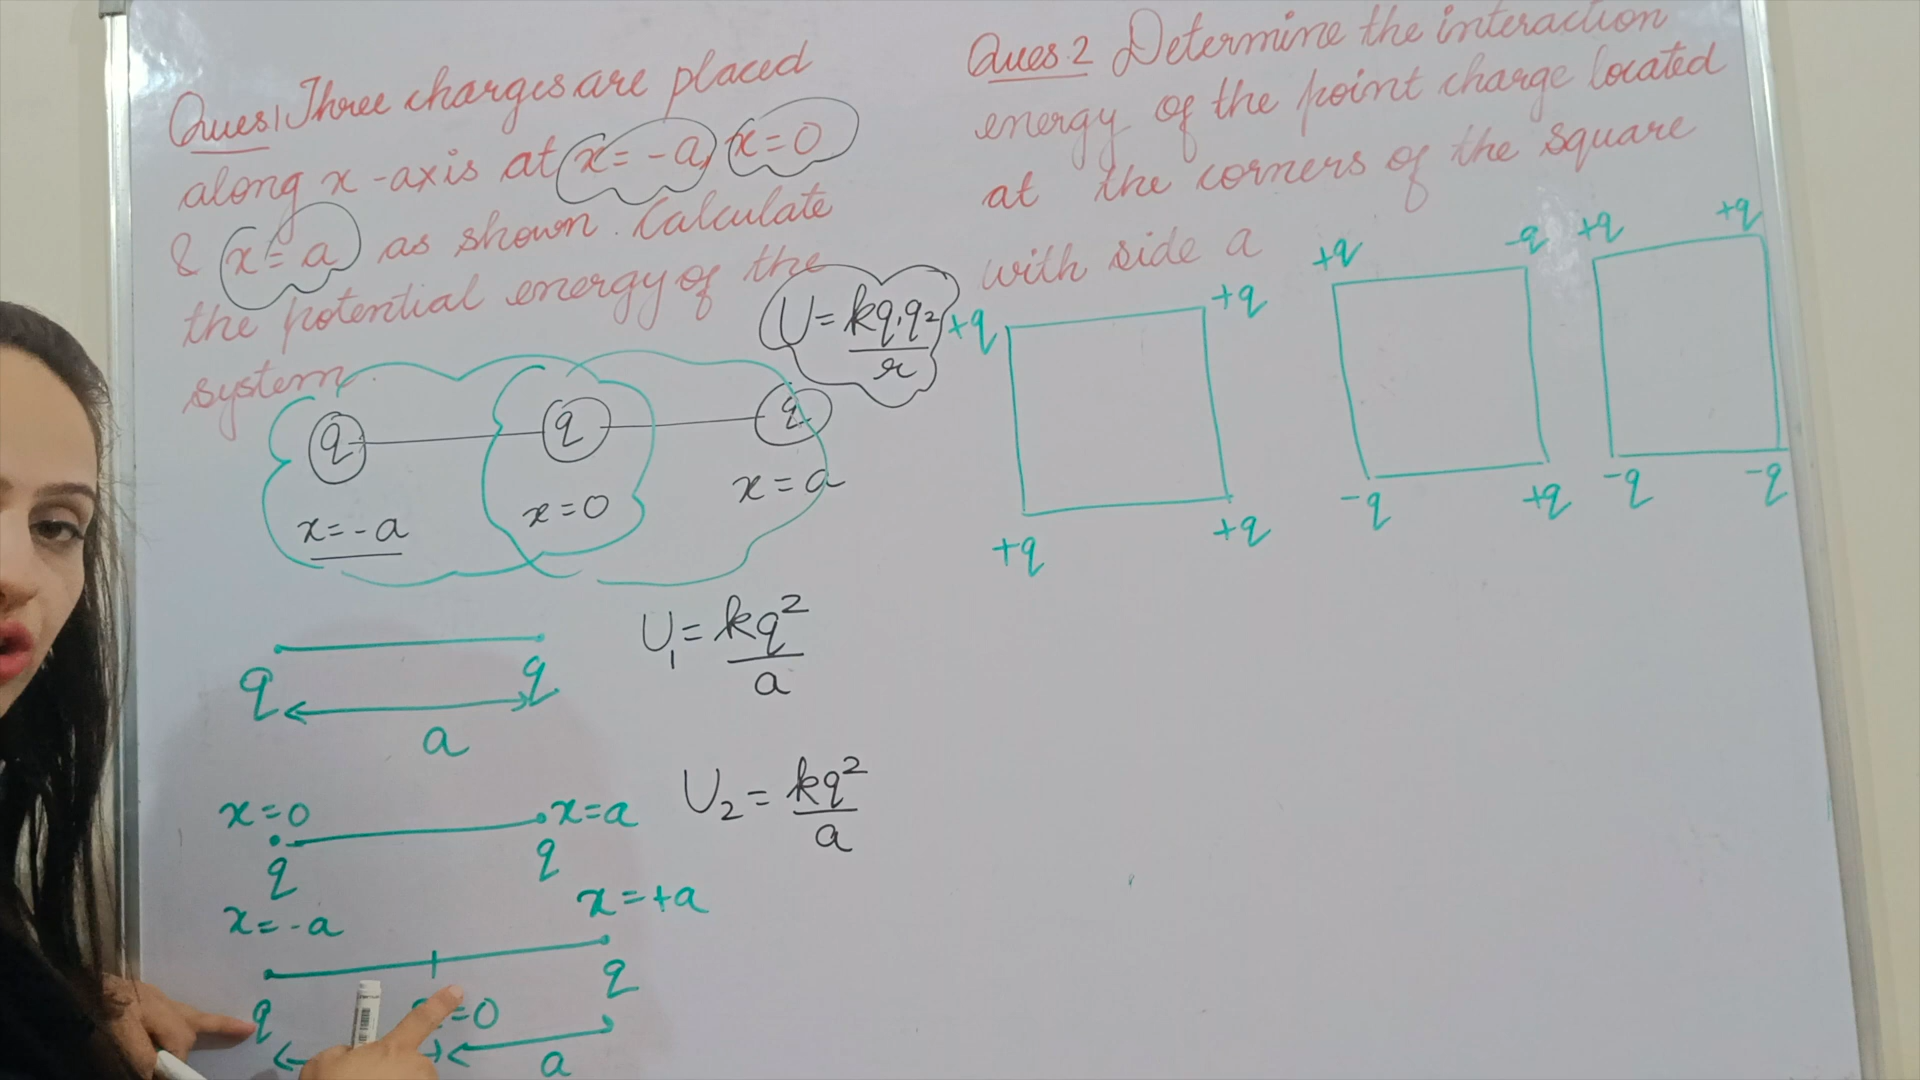 Ques1 Three charges are placed
along x-axis at x=-a, x=0
& x=a as shown. Calculate
the potential energy of the
system
U=kq₁q₂/r
q q q
x=-a x=0 x=a
q q
a
U₁=kq²/a
x=0 x=a
q q
U₂=kq²/a
x=-a x=+a
q =0 q
a
Ques.2 Determine the interaction
energy of the point charge located
at the corners of the square
with side a
+q +q
+q +q
+q -q
-q +q
+q +q
-q -q